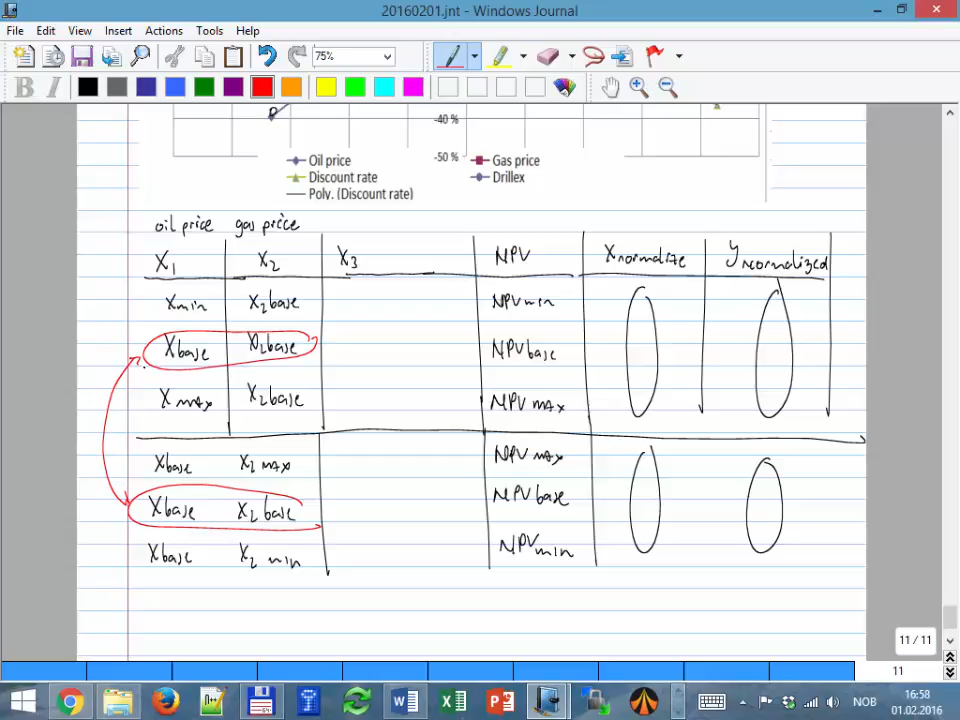 20160201.jnt - Windows Journal
File Edit View Insert Actions Tools Help
75%
B I
-40 %
-50 %
Oil price Gas price
Discount rate Drillex
Poly. (Discount rate)
oil price gas price
X1 X2 X3 NPV Xnormalize Yneormalized
Xmin X2base NPVmin
Xbase X2base NPVbase
XMAX X2base NPVMAX
Xbase X2MAX NPVMAX
Xbase X2base NPVbase
Xbase X2min NPVmin
11 / 11
11
NOB 16:58
01.02.2016